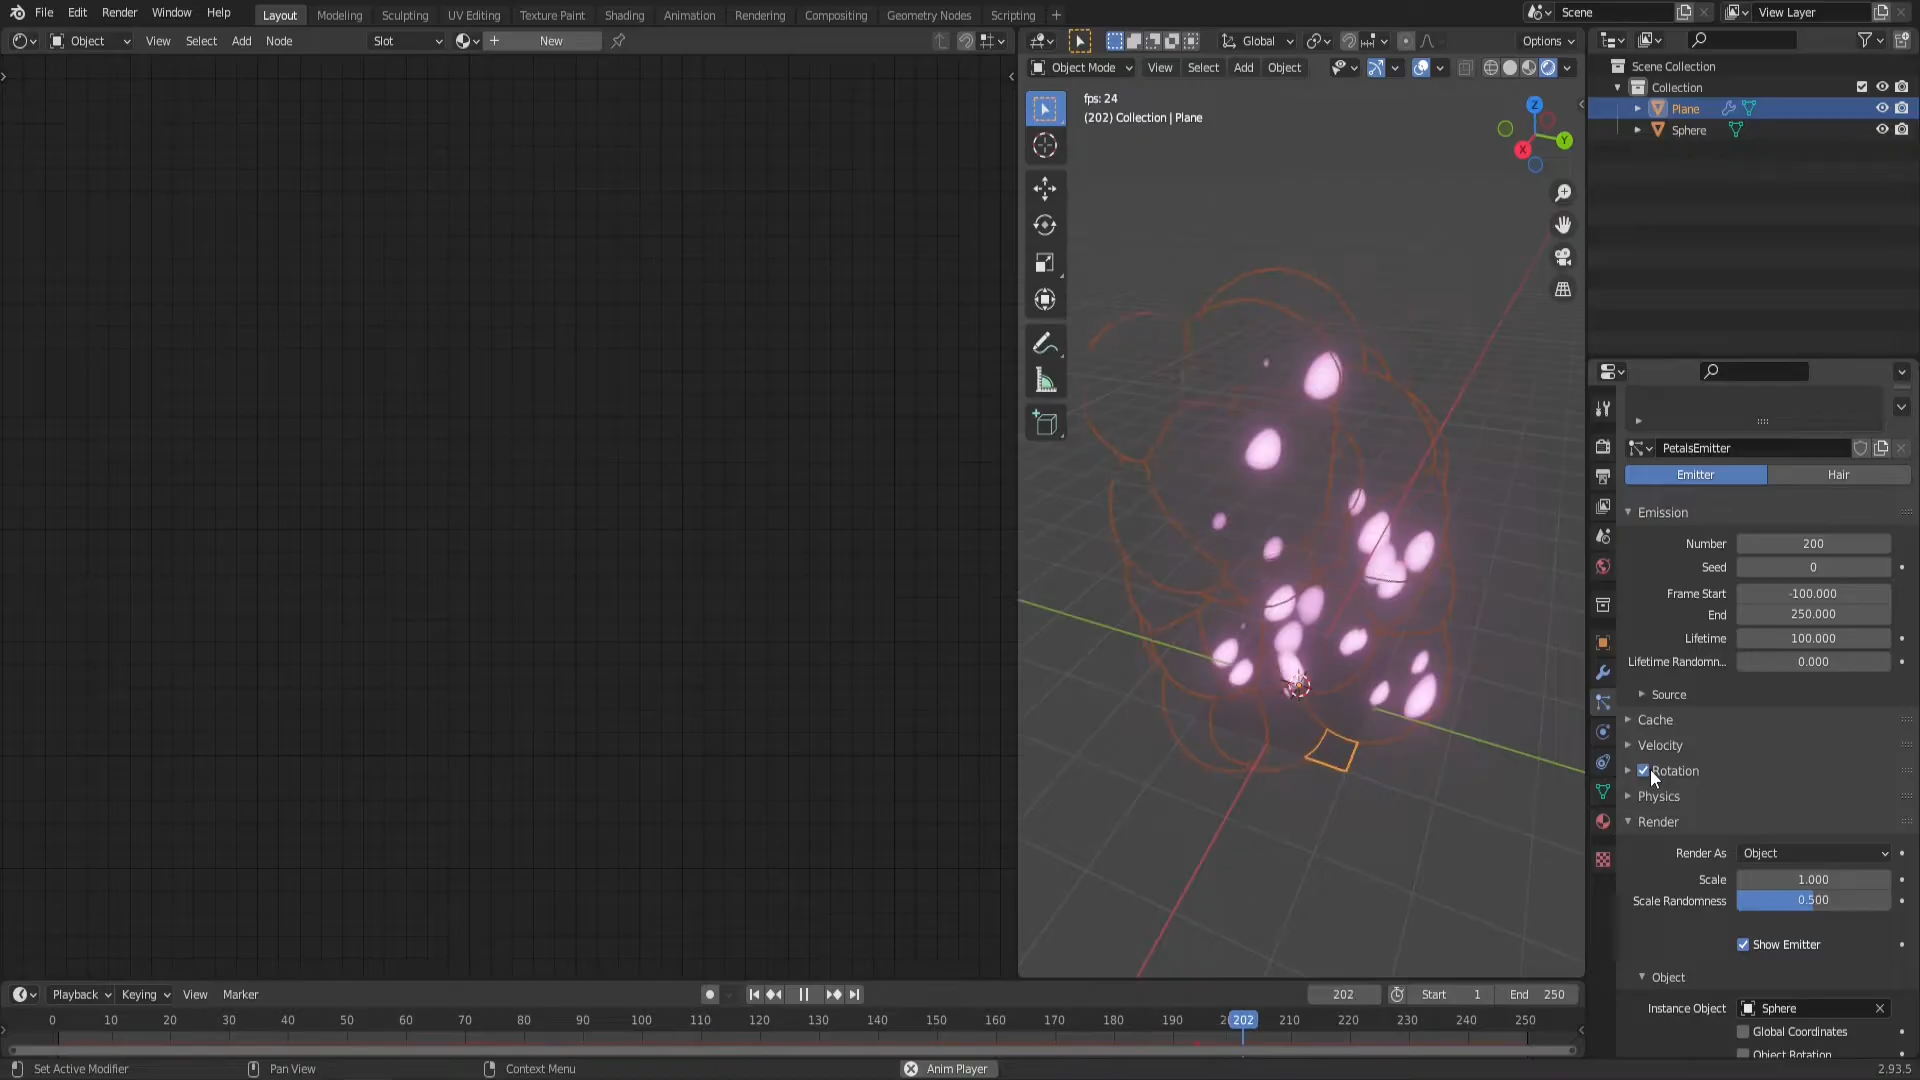 File Edit Render Window Help Layout Modeling Sculpting UV Editing Texture Paint Shading Animation Rendering Compositing Geometry Nodes Scripting + Scene View Layer
Object View Select Add Node Slot New Global Options
Object Mode View Select Add Object
fps: 24
(202) Collection | Plane
Z
Y
X
Scene Collection
Collection
Plane
Sphere
PetalsEmitter
Emitter Hair
Emission
Number 200
Seed 0
Frame Start -100.000
End 250.000
Lifetime 100.000
Lifetime Randomn... 0.000
Source
Cache
Velocity
Rotation
Physics
Render
Render As Object
Scale 1.000
Scale Randomness 0.500
Show Emitter
Object
Instance Object Sphere
Global Coordinates
Object Rotation
Playback Keying View Marker 202 Start 1 End 250
0 10 20 30 40 50 60 70 80 90 100 110 120 130 140 150 160 170 180 190 202 210 220 230 240 250
Set Active Modifier Pan View Context Menu Anim Player 2.93.5